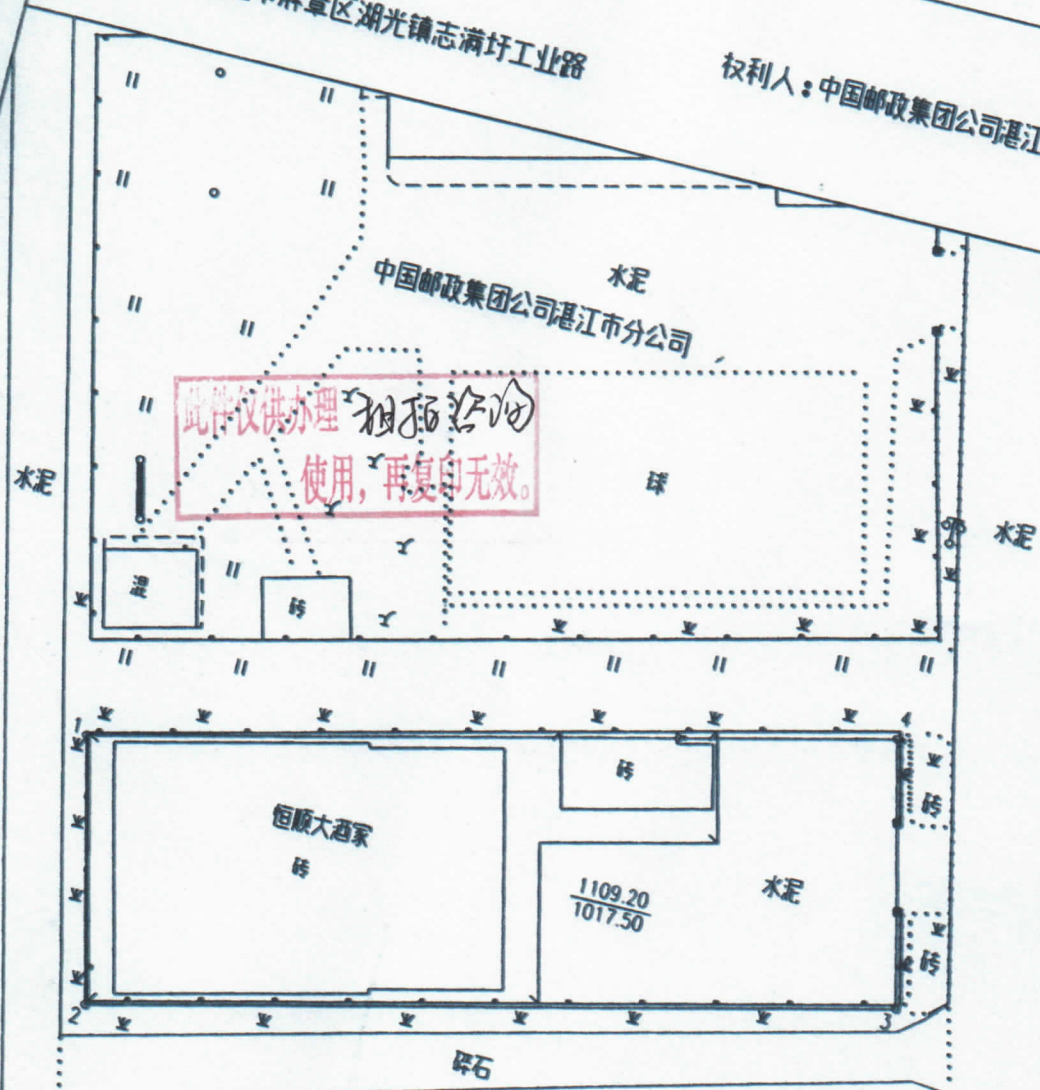 麻章区湖光镇志满圩工业路
权利人：中国邮政集团公司湛江
水泥
中国邮政集团公司湛江市分公司
此件仅供办理
使用，再复印无效。
水泥
球
水泥
混
砖
1
4
砖
砖
恒顺大酒家
砖
1109.20
1017.50
水泥
砖
2
3
碎石